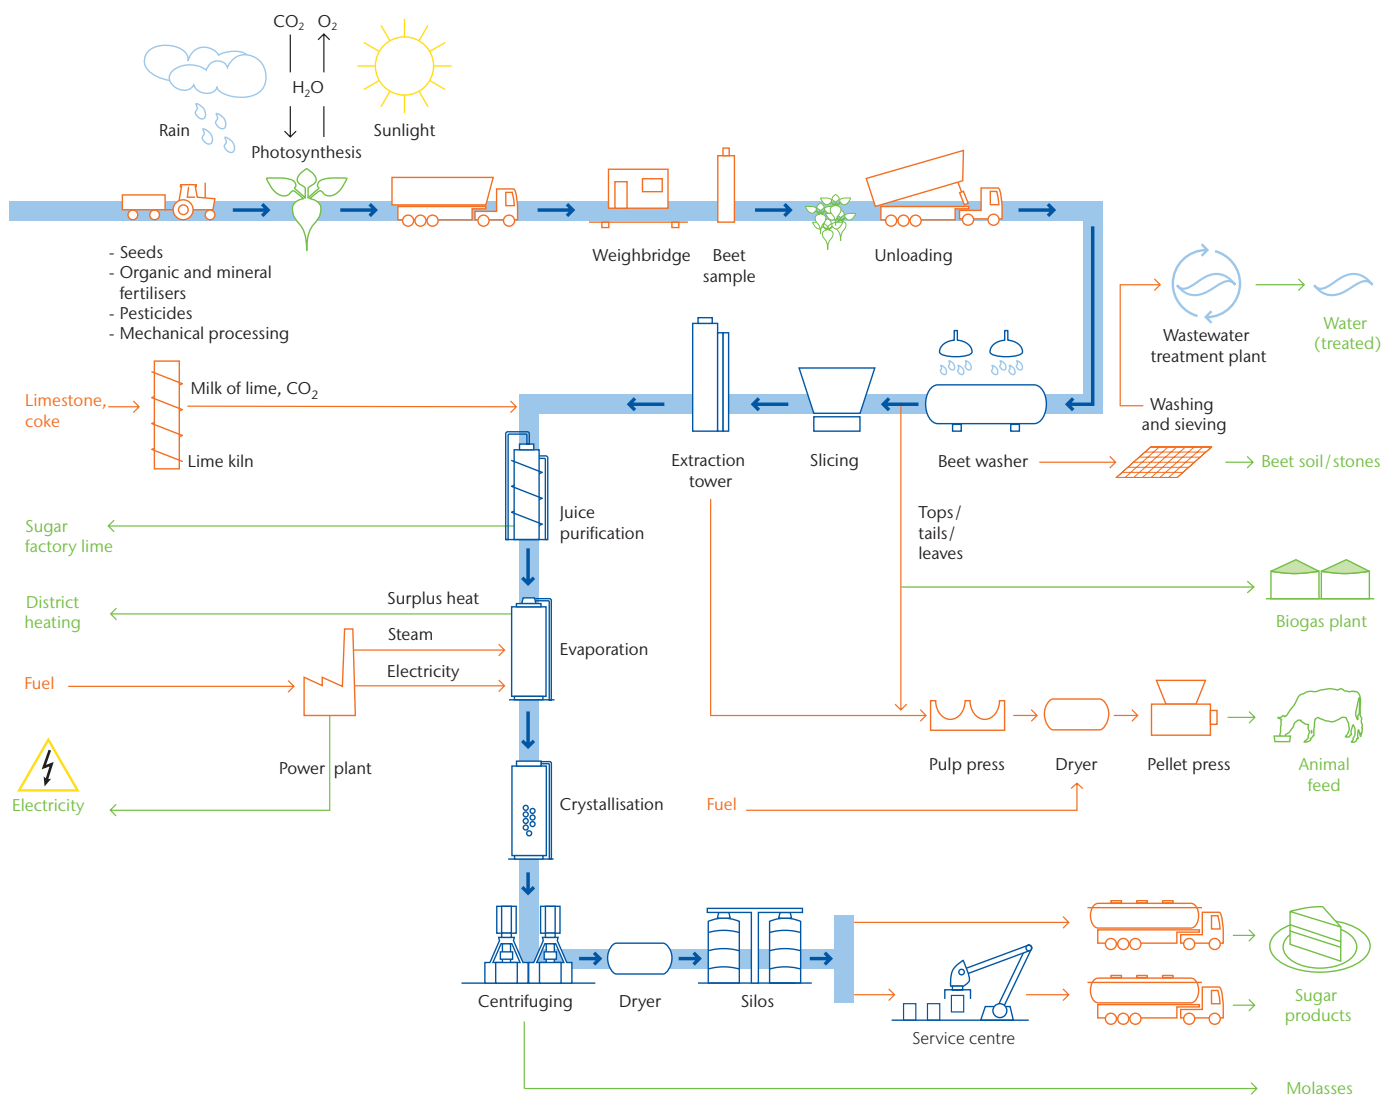 CO₂ O₂
H₂O
Rain
Sunlight
Photosynthesis
Weighbridge
Beet
sample
Unloading
- Seeds
- Organic and mineral
fertilisers
- Pesticides
- Mechanical processing
Wastewater
treatment plant
Water
(treated)
Limestone,
coke
Milk of lime, CO₂
Lime kiln
Extraction
tower
Slicing
Beet washer
Washing
and sieving
Beet soil/stones
Juice
purification
Tops/
tails/
leaves
Sugar
factory lime
District
heating
Surplus heat
Steam
Electricity
Evaporation
Biogas plant
Fuel
Power plant
Electricity
Crystallisation
Pulp press
Dryer
Pellet press
Animal
feed
Fuel
Centrifuging
Dryer
Silos
Service centre
Sugar
products
Molasses